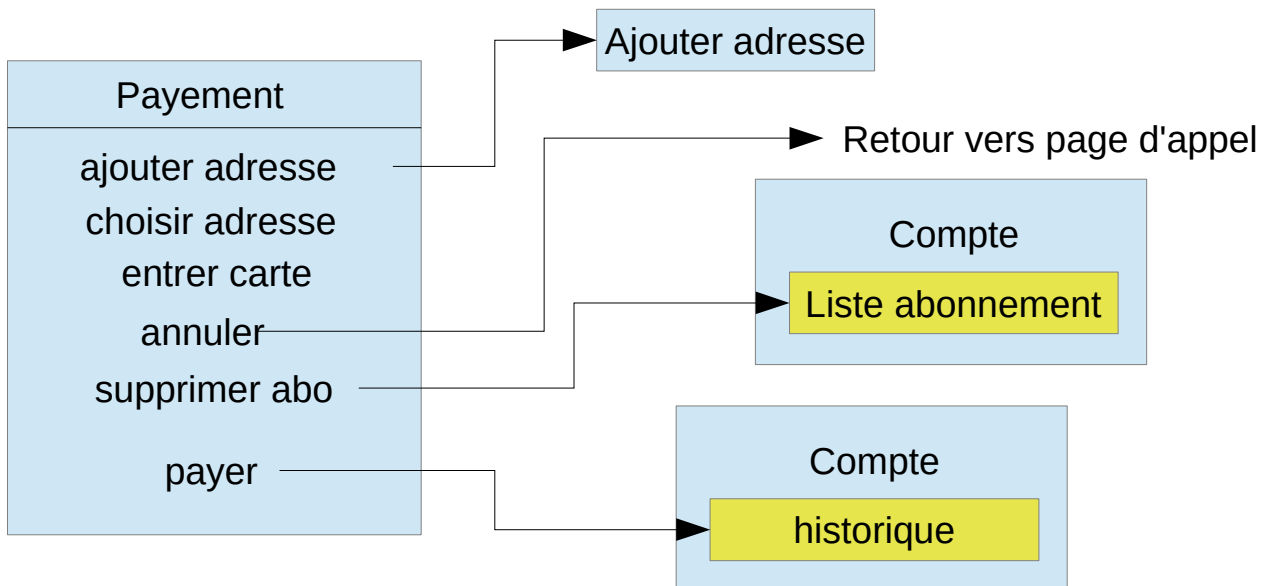 Payement
ajouter adresse
choisir adresse
entrer carte
annuler
supprimer abo
payer
Ajouter adresse
Retour vers page d'appel
Compte
Liste abonnement
Compte
historique